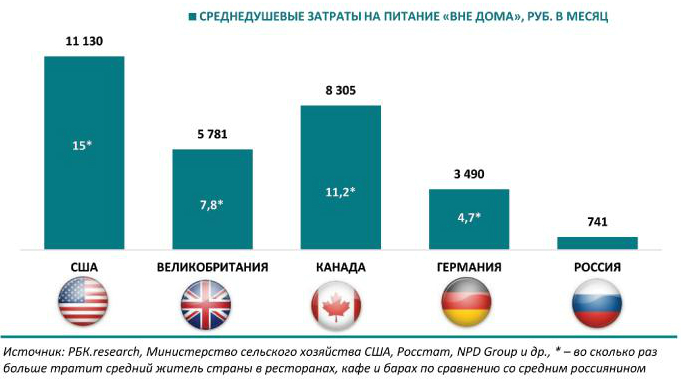 СРЕДНЕДУШЕВЫЕ ЗАТРАТЫ НА ПИТАНИЕ «ВНЕ ДОМА», РУБ. В МЕСЯЦ
11 130
8 305
5 781
3 490
741
15*
7,8*
11,2*
4,7*
США ВЕЛИКОБРИТАНИЯ КАНАДА ГЕРМАНИЯ РОССИЯ
Источник: РБК.research, Министерство сельского хозяйства США, Росстат, NPD Group и др., * – во сколько раз
больше тратит средний житель страны в ресторанах, кафе и барах по сравнению со средним россиянином